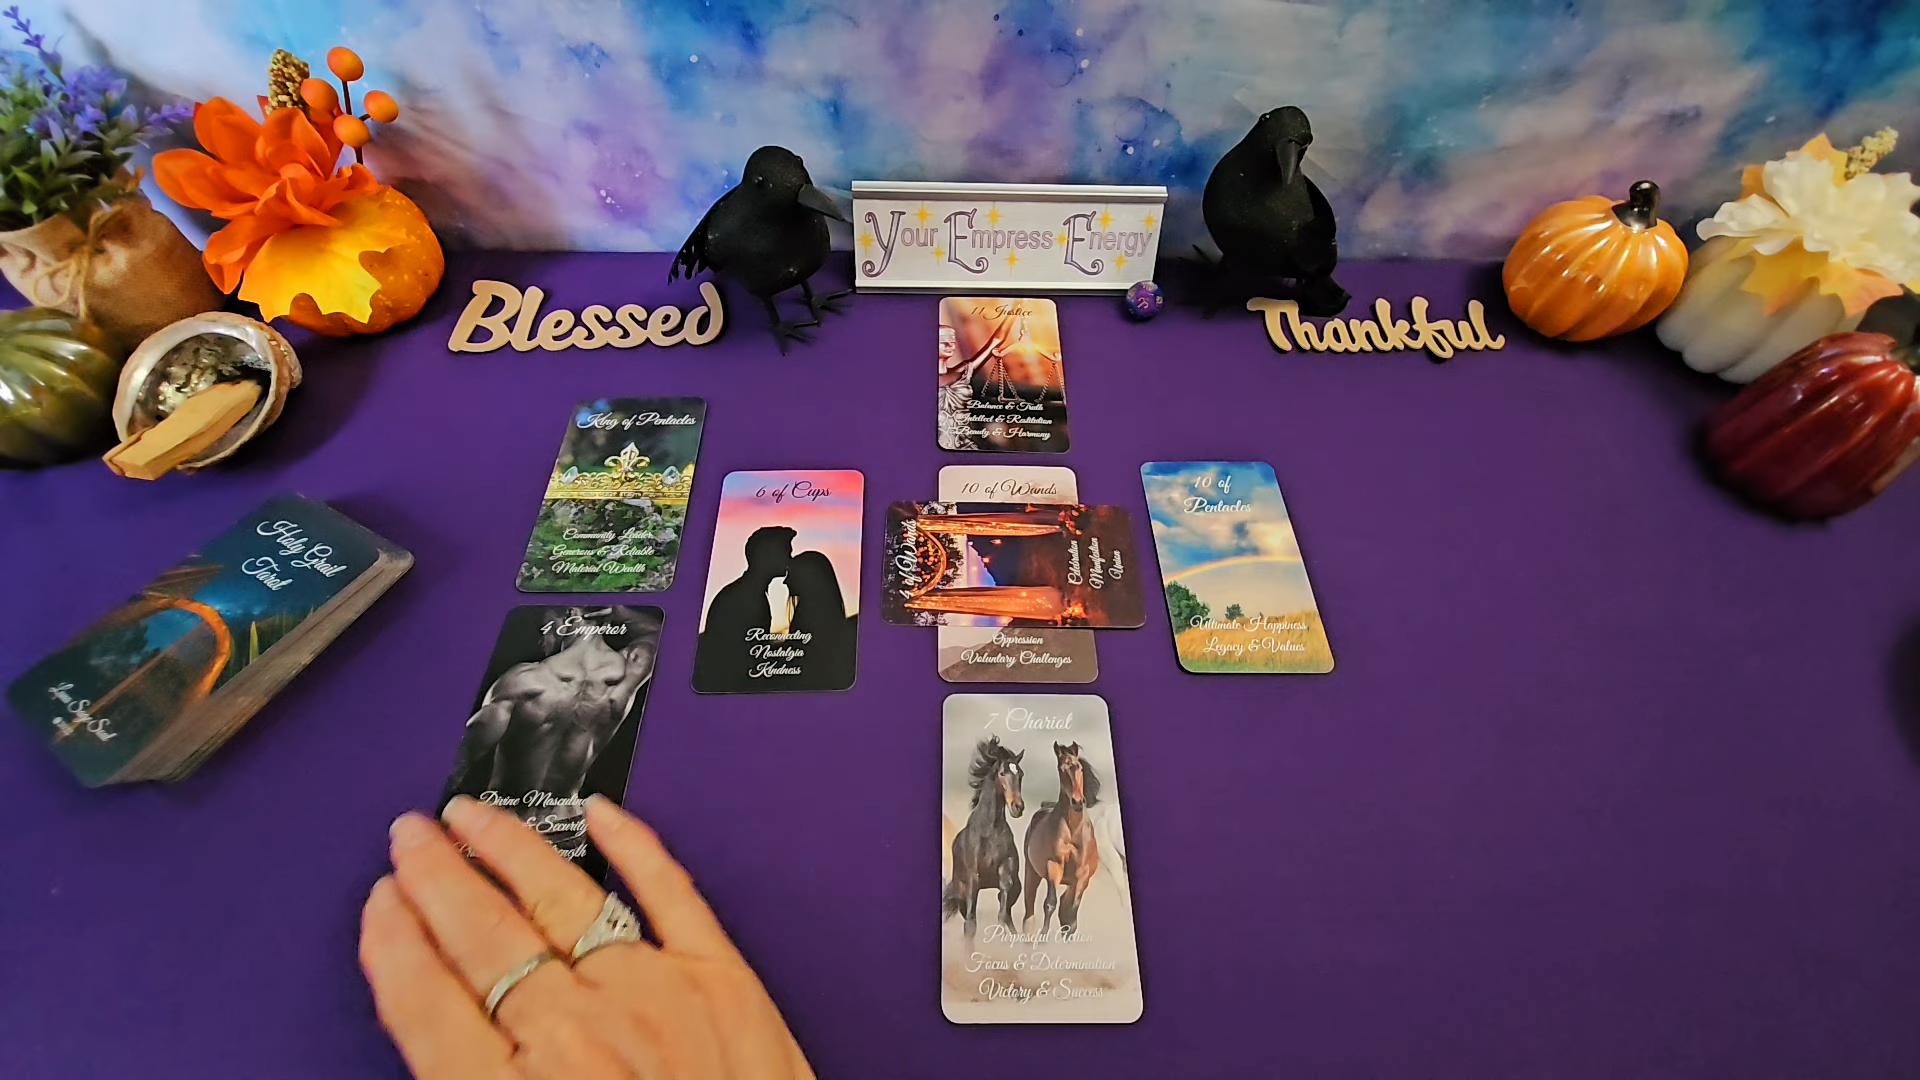 Your Empress Energy
Blessed
Thankful
11 Justice
Balance & Truth
Intellect & Restitution
Beauty & Harmony
King of Pentacles
Community Leader
Generous & Reliable
Material Wealth
6 of Cups
Reconnecting
Nostalgia
Kindness
10 of Wands
Oppression
Voluntary Challenges
4 of Wands
Celebration
Manifestation
Union
10 of
Pentacles
Ultimate Happiness
Legacy & Values
Holy Grail
Tarot
4 Emperor
Divine Masculine
& Security
7 Chariot
Purposeful Action
Focus & Determination
Victory & Success